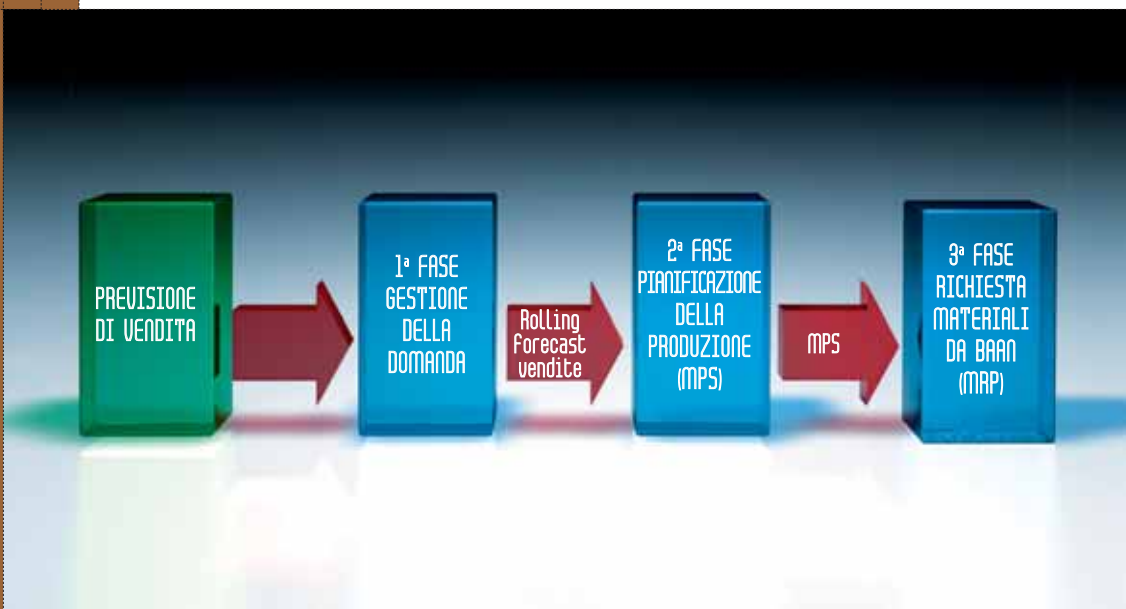 PREVISIONE
DI VENDITA
1ª FASE
GESTIONE
DELLA
DOMANDA
Rolling
forecast
vendite
2ª FASE
PIANIFICAZIONE
DELLA
PRODUZIONE
(MPS)
MPS
3ª FASE
RICHIESTA
MATERIALI
DA BAAN
(MRP)